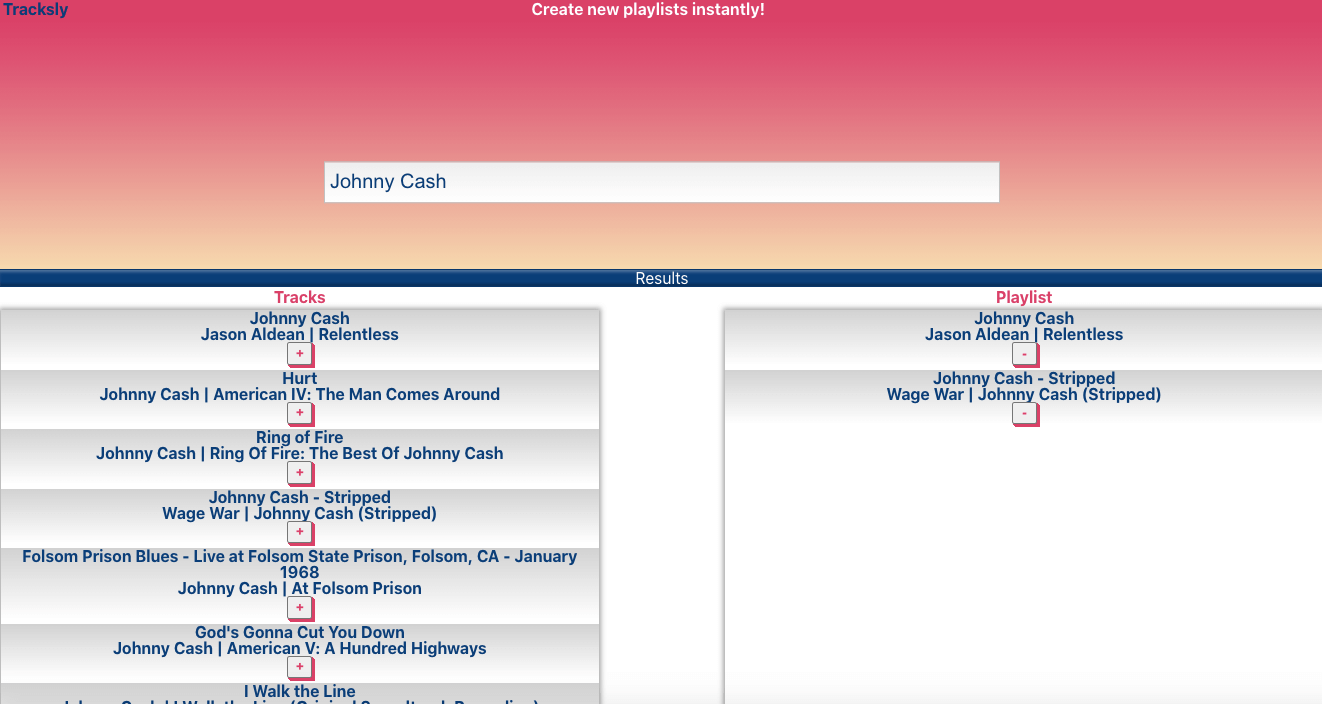 Tracksly
Create new playlists instantly!
Johnny Cash
Results
Tracks
Johnny Cash
Jason Aldean | Relentless
+
Hurt
Johnny Cash | American IV: The Man Comes Around
+
Ring of Fire
Johnny Cash | Ring Of Fire: The Best Of Johnny Cash
+
Johnny Cash - Stripped
Wage War | Johnny Cash (Stripped)
+
Folsom Prison Blues - Live at Folsom State Prison, Folsom, CA - January
1968
Johnny Cash | At Folsom Prison
+
God's Gonna Cut You Down
Johnny Cash | American V: A Hundred Highways
+
I Walk the Line
Playlist
Johnny Cash
Jason Aldean | Relentless
-
Johnny Cash - Stripped
Wage War | Johnny Cash (Stripped)
-